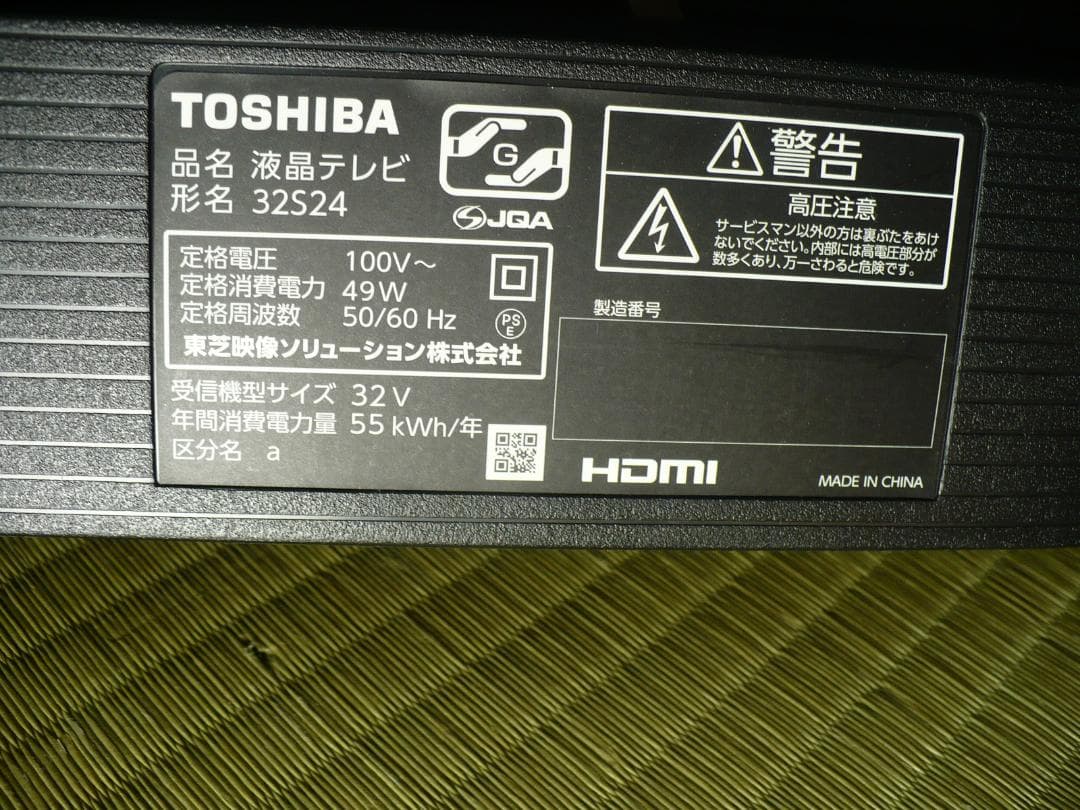 TOSHIBA
品名 液晶テレビ
形名 32S24
G
JQA
定格電圧 100V～
定格消費電力 49W
定格周波数 50/60 Hz
PS
E
東芝映像ソリューション株式会社
受信機型サイズ 32V
年間消費電力量 55kWh/年
区分名 a
警告
高圧注意
サービスマン以外の方は裏ぶたをあけ
ないでください。内部には高電圧部分が
数多くあり、万一さわると危険です。
製造番号
HDMI
MADE IN CHINA